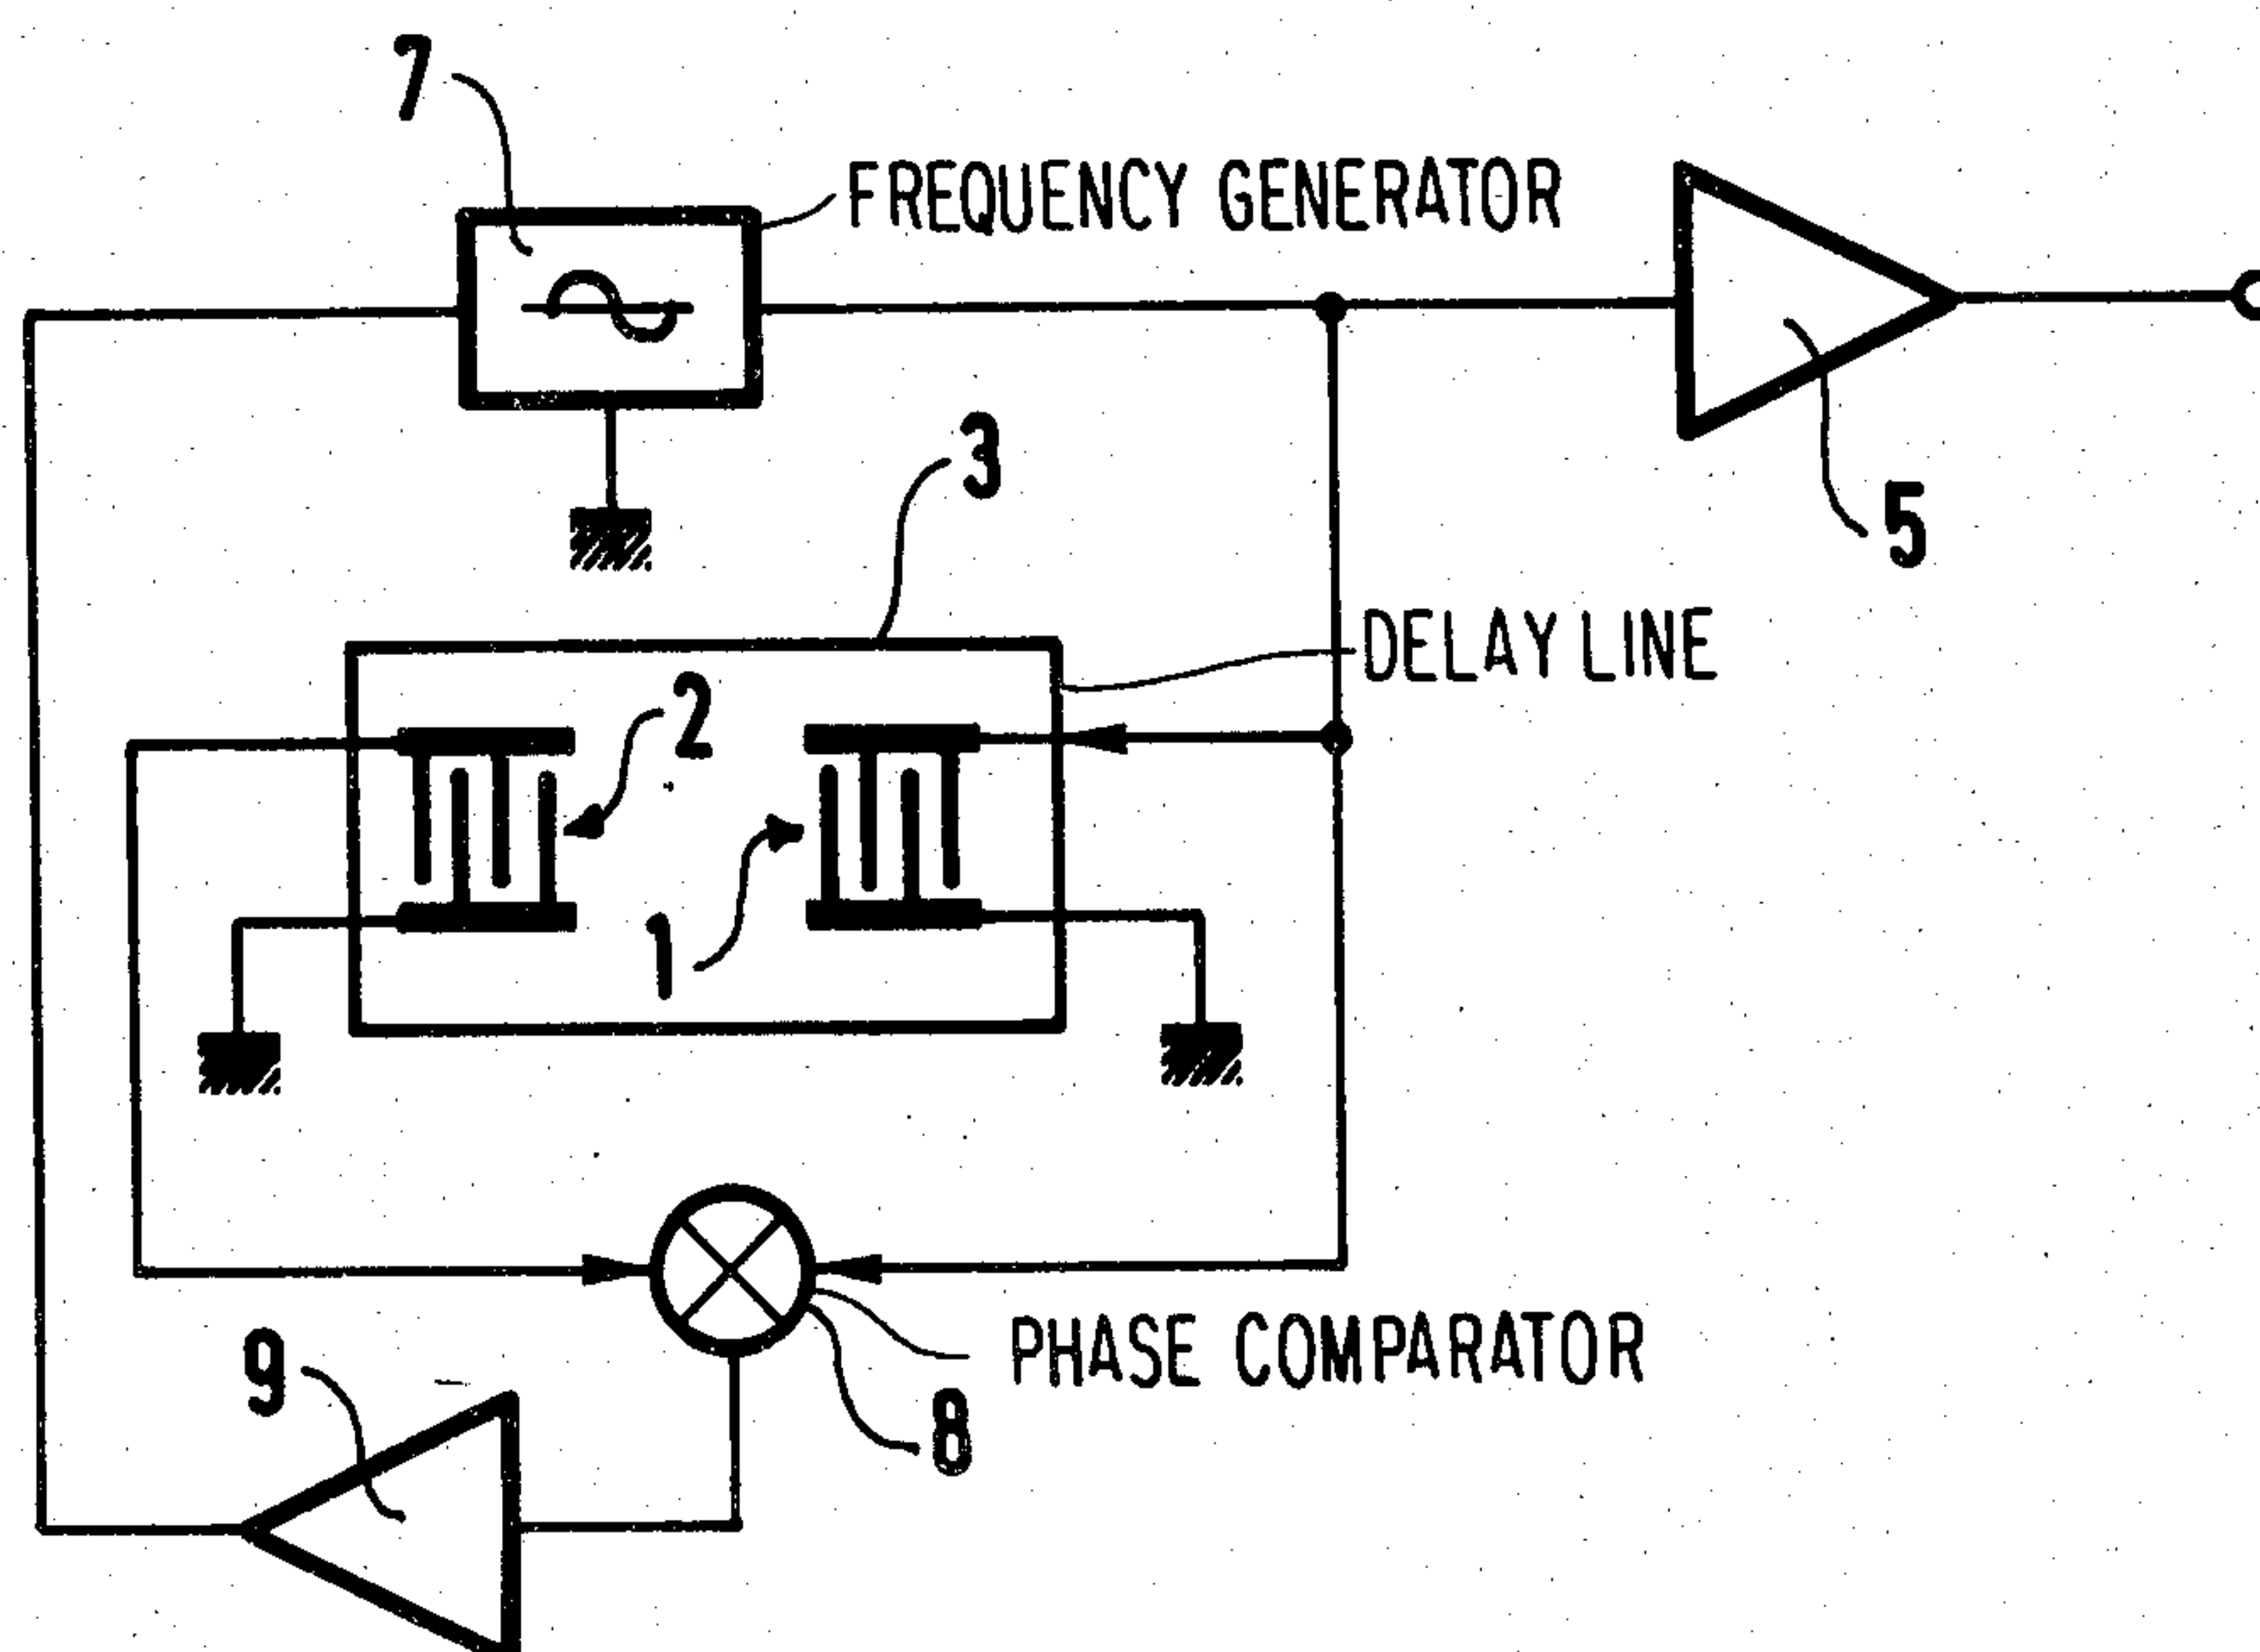 7
FREQUENCY GENERATOR
3
5
DELAY LINE
2
1
PHASE COMPARATOR
9
8